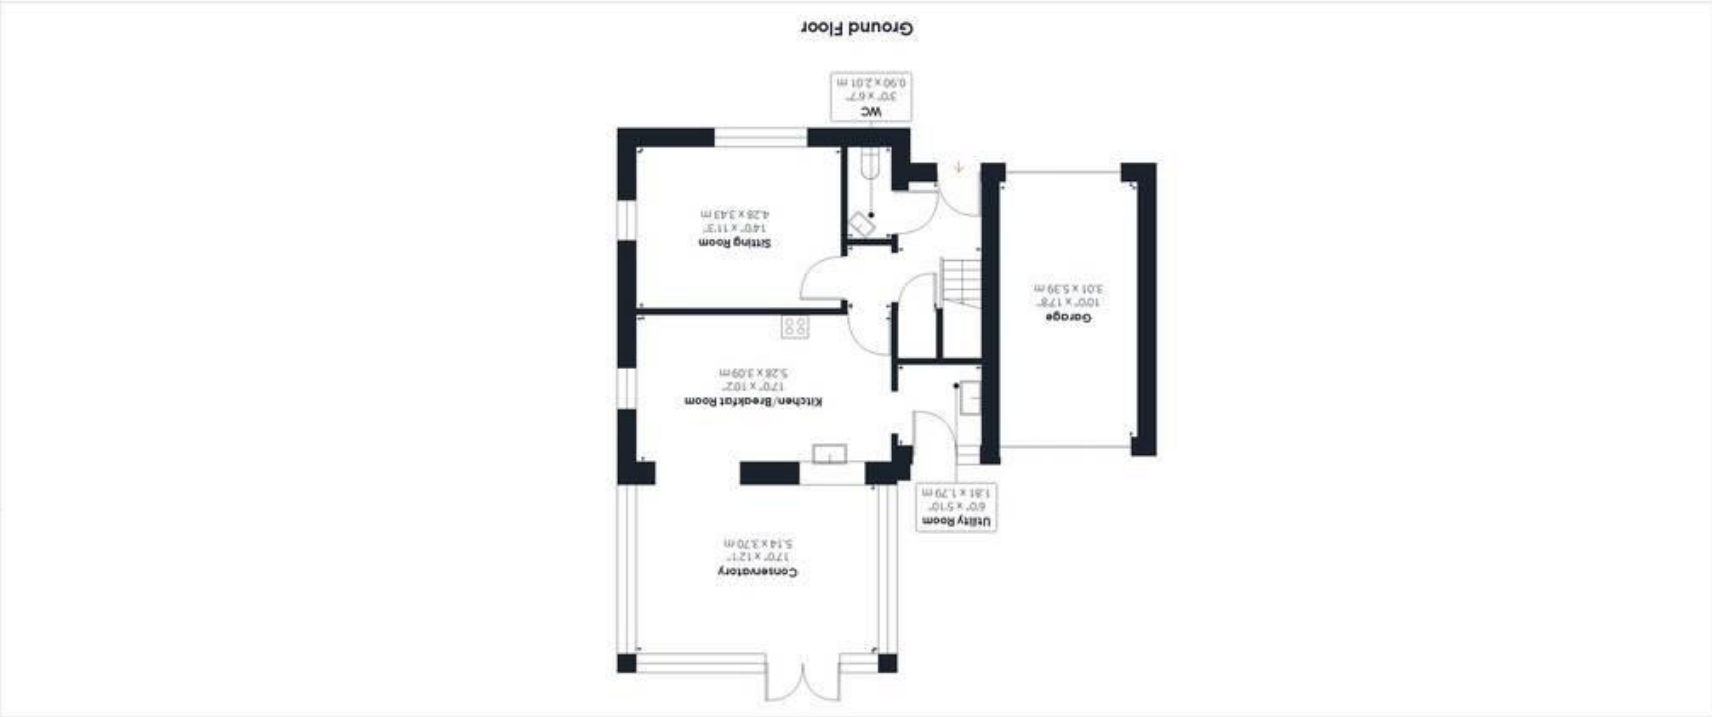 Conservatory
17'0" x 12'1"
5.14 x 3.70 m
Utility Room
6'0" x 5'10"
1.81 x 1.79 m
Kitchen/Breakfat Room
17'0" x 10'2"
5.28 x 3.09 m
Garage
10'0" x 17'8"
3.01 x 5.39 m
Sitting Room
14'0" x 11'3"
4.28 x 3.43 m
WC
3'0" x 6'7"
0.90 x 2.01 m
Ground Floor